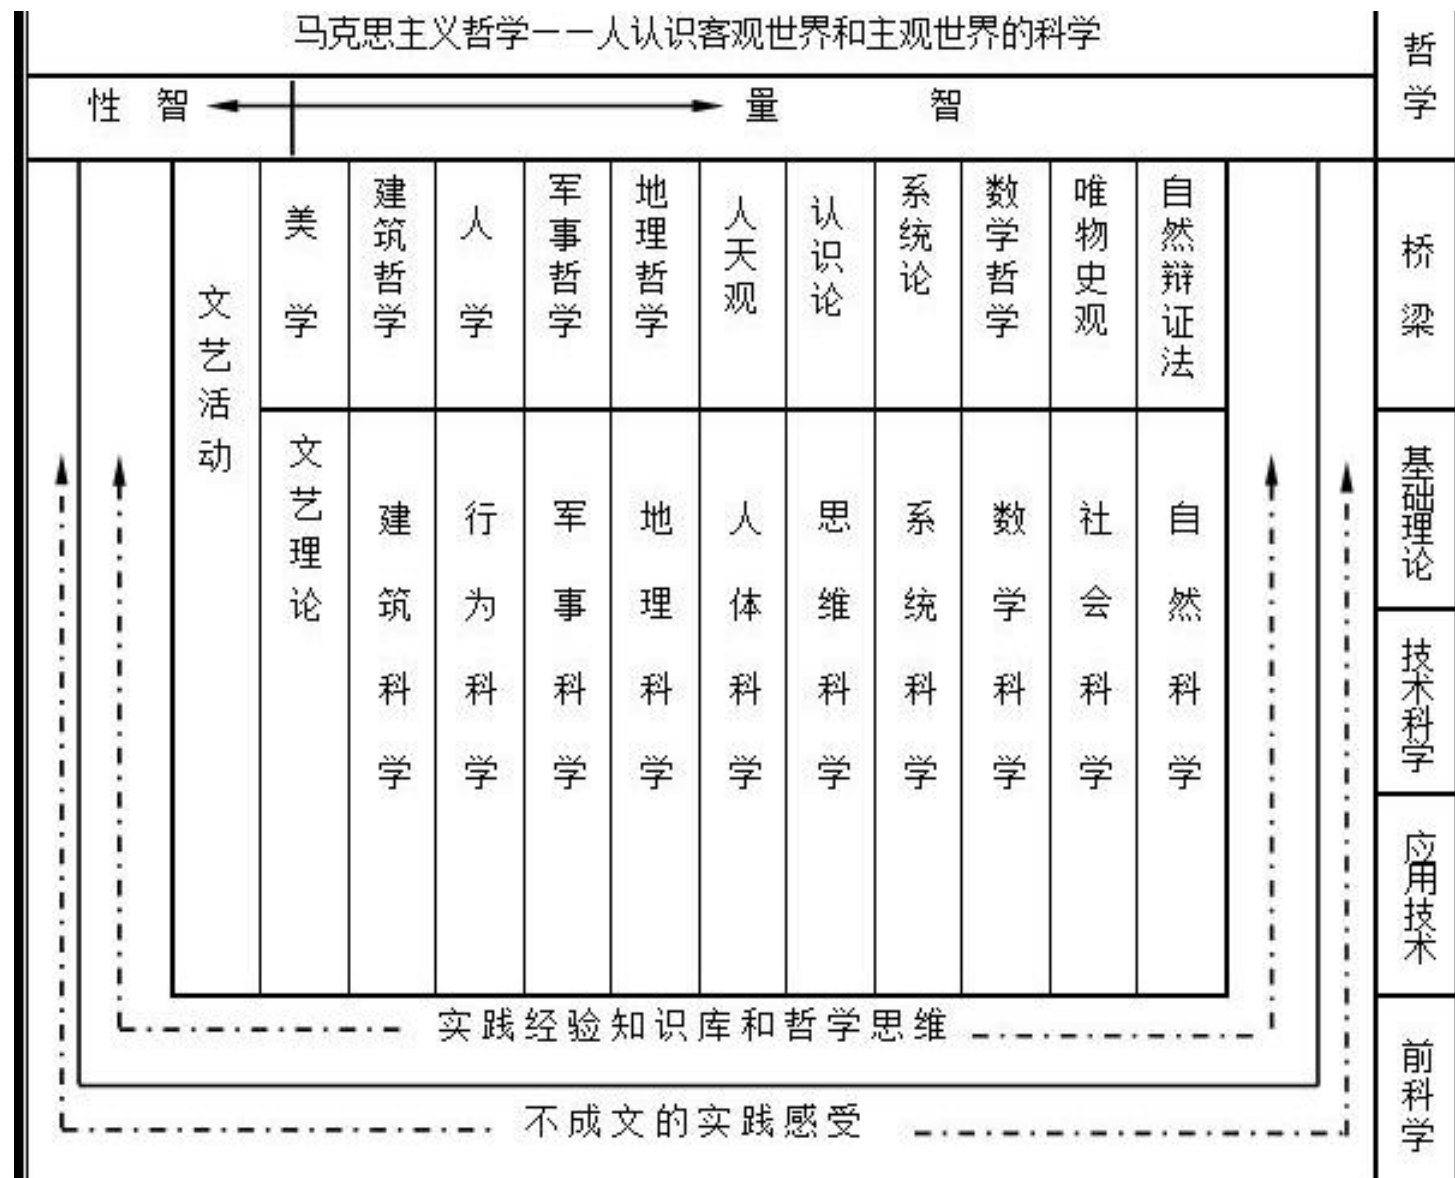 马克思主义哲学——人认识客观世界和主观世界的科学
哲学
性智
量智
文艺活动
美学
建筑哲学
人学
军事哲学
地理哲学
人天观
认识论
系统论
数学哲学
唯物史观
自然辩证法
桥梁
文艺理论
建筑科学
行为科学
军事科学
地理科学
人体科学
思维科学
系统科学
数学科学
社会科学
自然科学
基础理论
技术科学
应用技术
实践经验知识库和哲学思维
不成文的实践感受
前科学